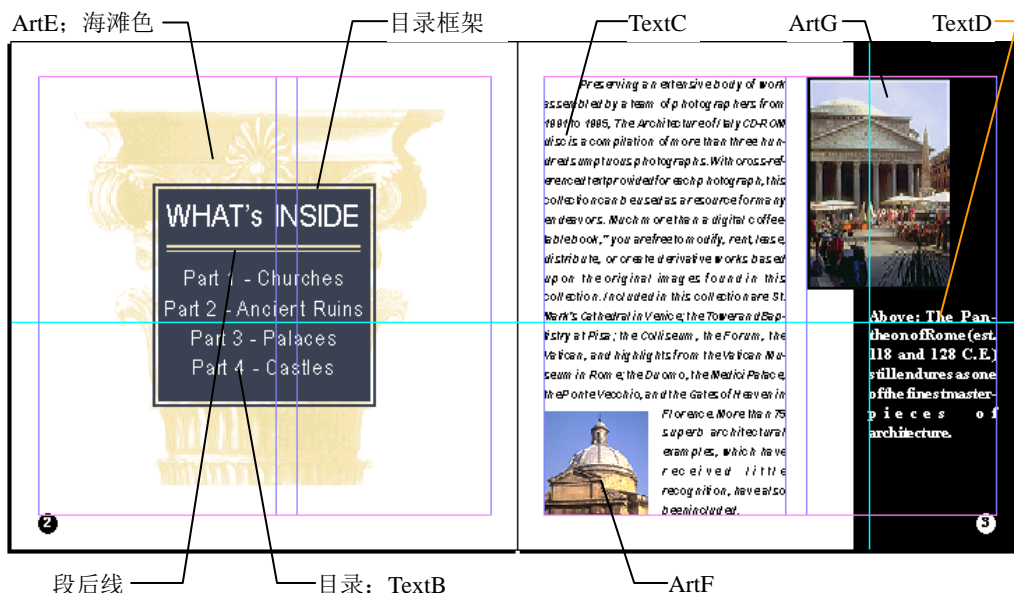 ArtE；海滩色
目录框架
TextC
ArtG
TextD
WHAT's INSIDE
Part 1 - Churches
Part 2 - Ancient Ruins
Part 3 - Palaces
Part 4 - Castles
2
Preserving an extensive body of work
assembled by a team of photographers from
1991 to 1995, The Architecture of Italy CD-ROM
disc is a compilation of more than three hun-
dred sumptuous photographs. With cross-ref-
erenced text provided for each photograph, this
collection can be used as a resource for many
endeavors. Much more than a digital coffee
table book," you are free to modify, rent, lease,
distribute, or create derivative works based
upon the original images found in this
collection. Included in this collection are St.
Mark's Cathedral in Venice, the Tower and Bap-
tistry at Pisa; the Colliseum, the Forum, the
Vatican, and highlights from the Vatican Mu-
seum in Rome; the Duomo, the Medici Palace,
the Ponte Vecchio, and the Gates of Heaven in
Florence. More than 75
superb architectural
examples, which have
received little
recognition, have also
been included.
Above: The Pan-
theon of Rome (est.
118 and 128 C.E.)
still endures as one
of the finest master-
pieces of
architecture.
3
段后线
目录：TextB
ArtF